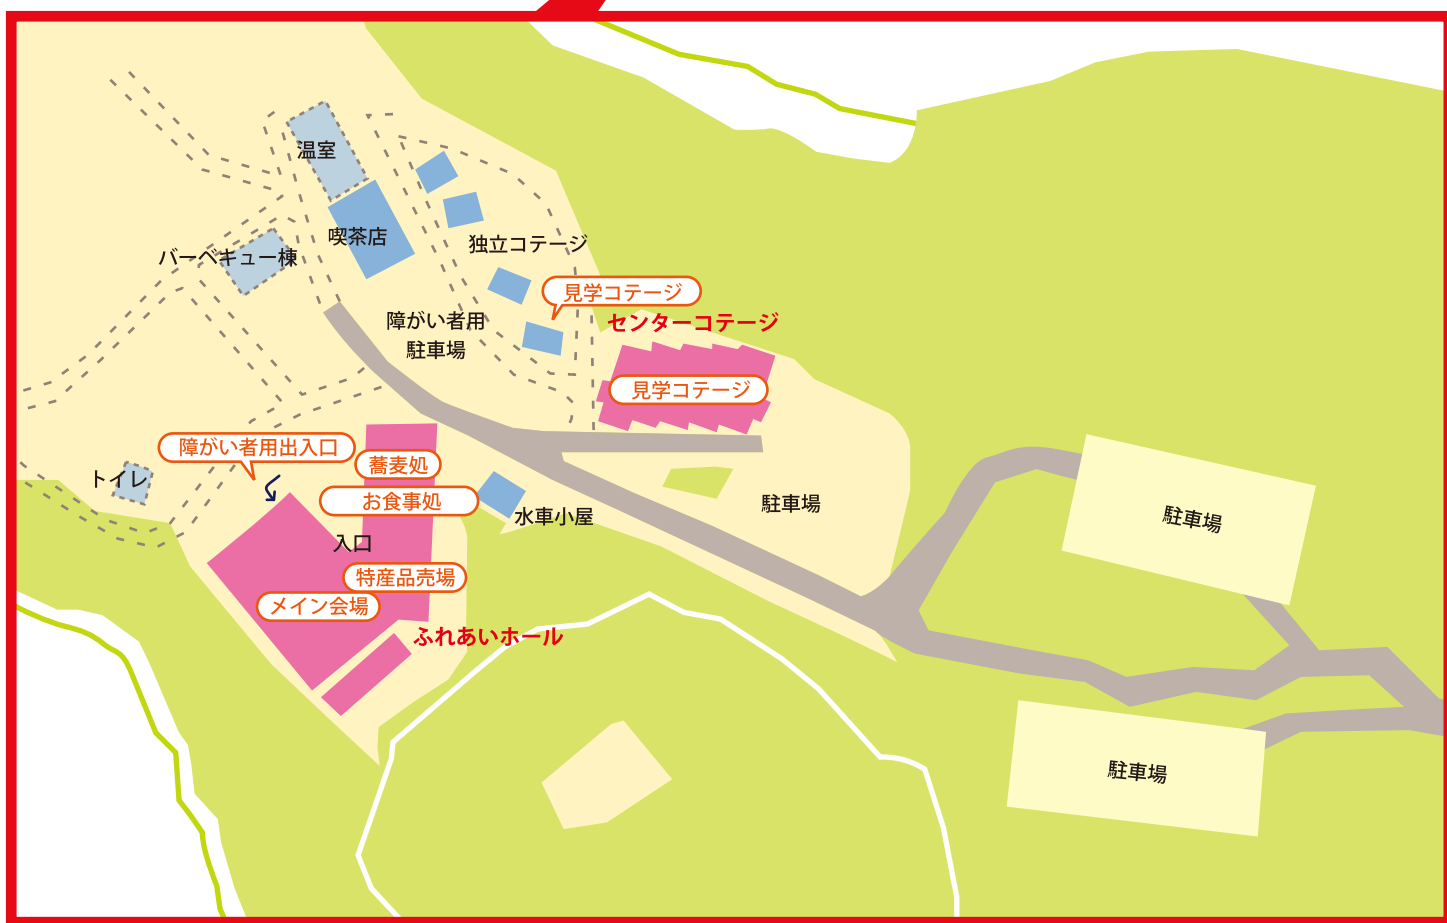 温室
喫茶店
バーベキュー棟
独立コテージ
見学コテージ
センターコテージ
障がい者用
駐車場
見学コテージ
障がい者用出入口
蕎麦処
トイレ
お食事処
水車小屋
駐車場
駐車場
入口
特産品売場
メイン会場
ふれあいホール
駐車場